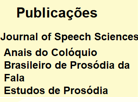 Publicações
Journal of Speech Sciences
Anais do Colóquio
Brasileiro de Prosódia da
Fala
Estudos de Prosódia